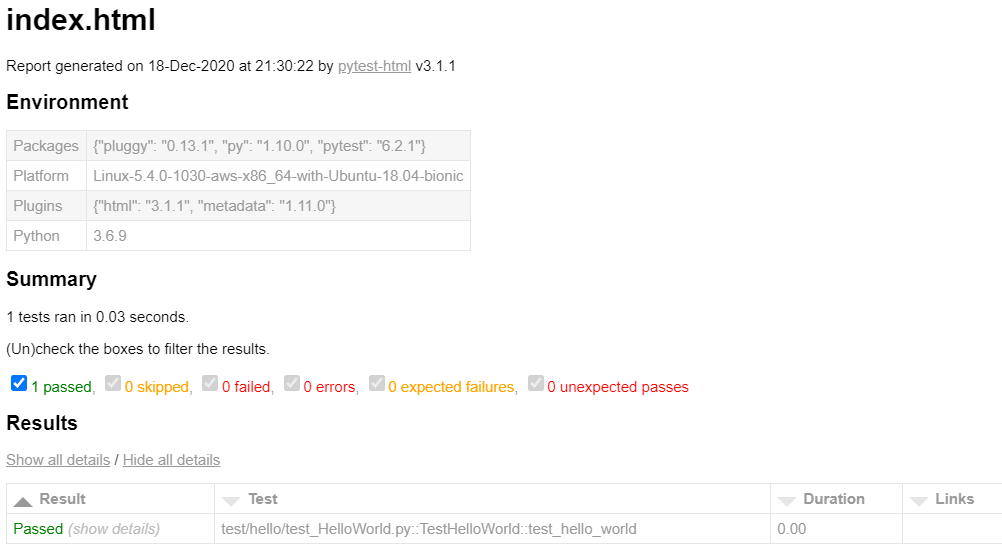 index.html
Report generated on 18-Dec-2020 at 21:30:22 by pytest-html v3.1.1
Environment
Packages {"pluggy": "0.13.1", "py": "1.10.0", "pytest": "6.2.1"}
Platform Linux-5.4.0-1030-aws-x86_64-with-Ubuntu-18.04-bionic
Plugins {"html": "3.1.1", "metadata": "1.11.0"}
Python 3.6.9
Summary
1 tests ran in 0.03 seconds.
(Un)check the boxes to filter the results.
1 passed, 0 skipped, 0 failed, 0 errors, 0 expected failures, 0 unexpected passes
Results
Show all details / Hide all details
Result Test Duration Links
Passed (show details) test/hello/test_HelloWorld.py::TestHelloWorld::test_hello_world 0.00